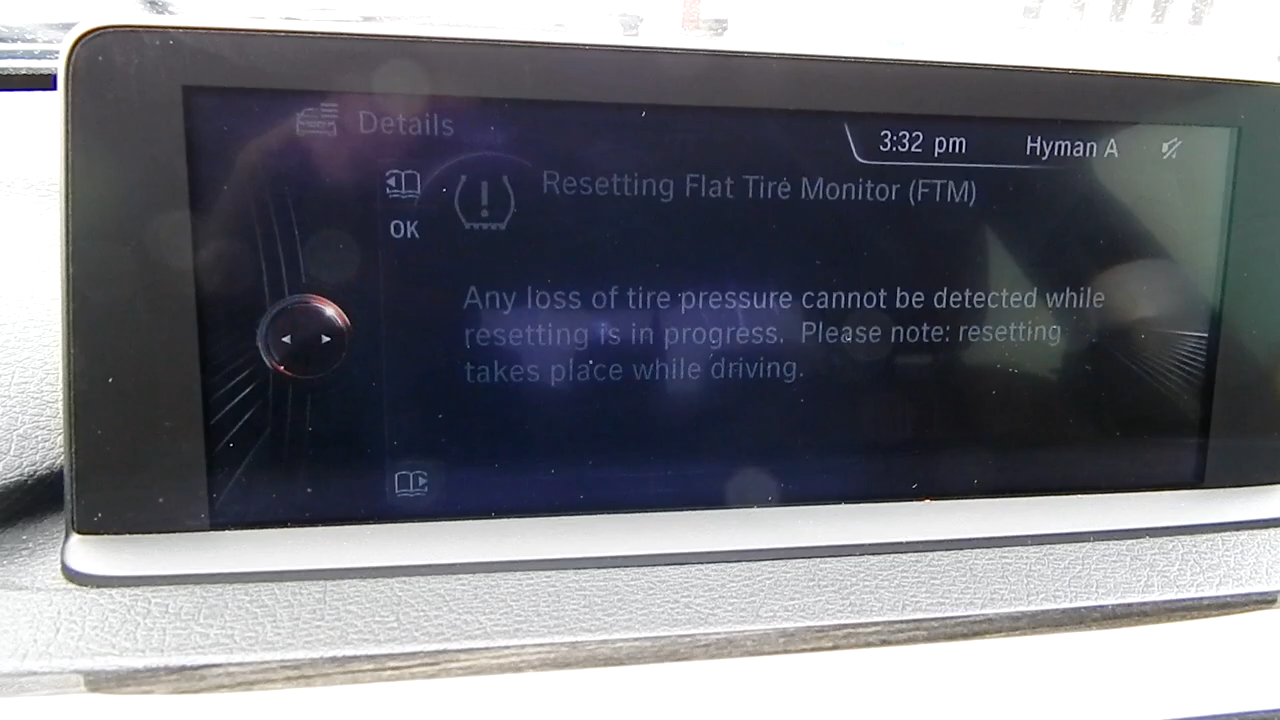 Details
3:32 pm Hyman A
Resetting Flat Tire Monitor (FTM)
OK
Any loss of tire pressure cannot be detected while
resetting is in progress. Please note: resetting
takes place while driving.